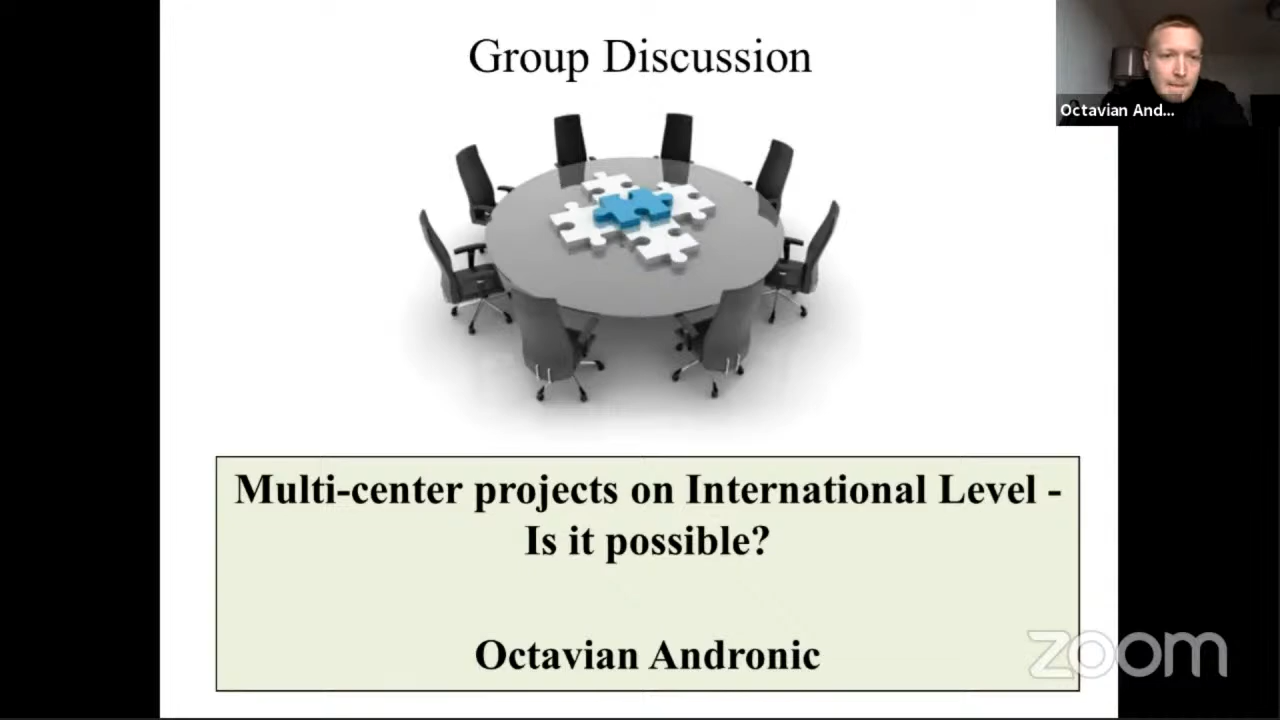 Group Discussion
Octavian And...
Multi-center projects on International Level -
Is it possible?
Octavian Andronic
zoom